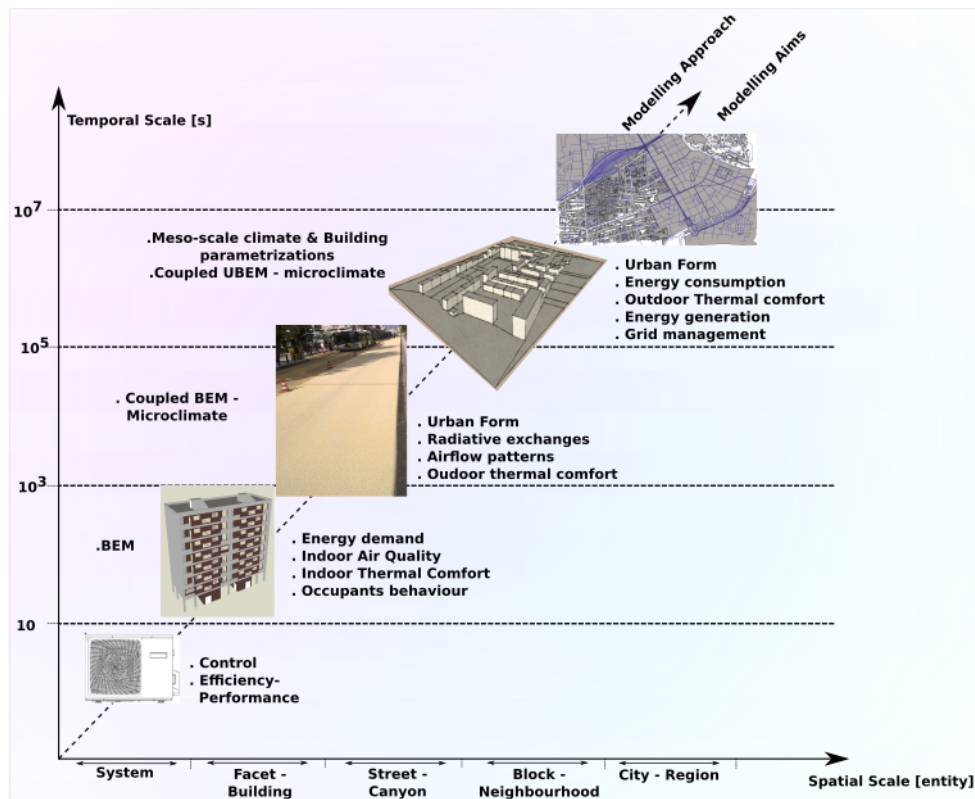 Modelling Approach
Modelling Aims
Temporal Scale [s]
10⁷
.Meso-scale climate & Building
parametrizations
.Coupled UBEM - microclimate
. Urban Form
. Energy consumption
. Outdoor Thermal comfort
. Energy generation
. Grid management
10⁵
. Coupled BEM -
Microclimate
. Urban Form
. Radiative exchanges
. Airflow patterns
. Oudoor thermal comfort
10³
.BEM
. Energy demand
. Indoor Air Quality
. Indoor Thermal Comfort
. Occupants behaviour
10
. Control
. Efficiency-
Performance
System
Facet -
Building
Street -
Canyon
Block -
Neighbourhood
City - Region
Spatial Scale [entity]